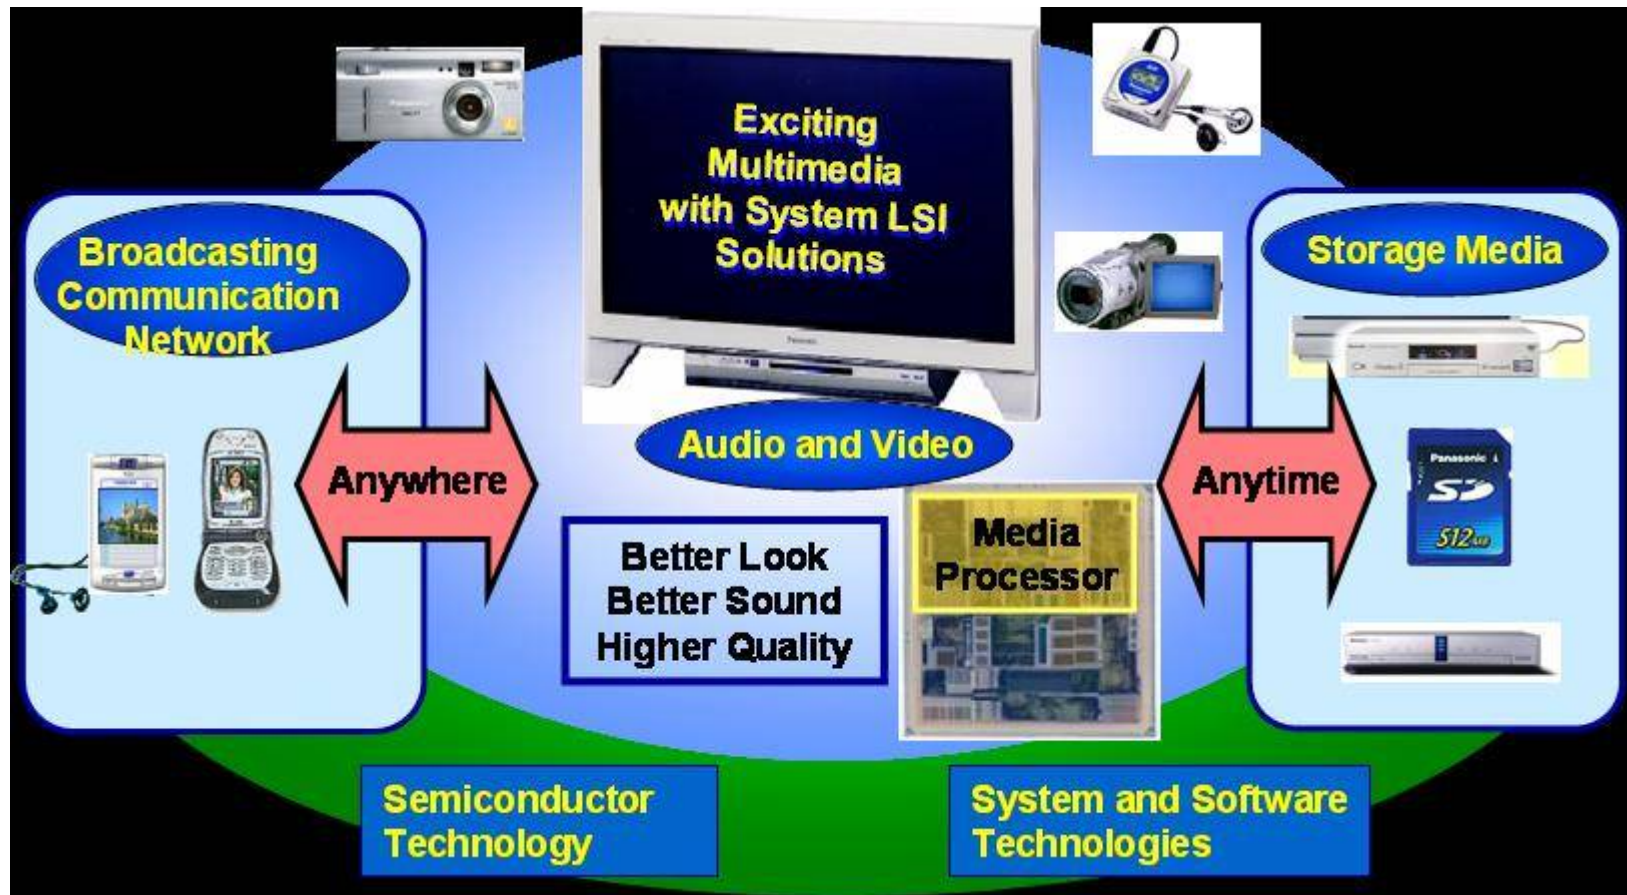 Exciting
Multimedia
with System LSI
Solutions
Broadcasting
Communication
Network
Storage Media
Panasonic
Audio and Video
Anywhere
Anytime
Panasonic
SD
512MB
Better Look
Better Sound
Higher Quality
Media
Processor
Semiconductor
Technology
System and Software
Technologies